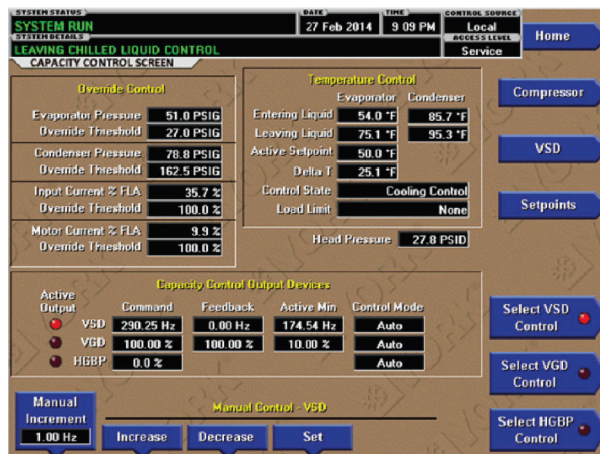 SYSTEM STATUS
SYSTEM RUN
DATE
27 Feb 2014
TIME
9 09 PM
CONTROL SOURCE
Local
SYSTEM DETAILS
LEAVING CHILLED LIQUID CONTROL
ACCESS LEVEL
Service
CAPACITY CONTROL SCREEN
Home
Compressor
VSD
Setpoints
Override Control
Evaporator Pressure 51.0 PSIG
Override Threshold 27.0 PSIG
Condenser Pressure 78.8 PSIG
Override Threshold 162.5 PSIG
Input Current % FLA 35.7 %
Override Threshold 100.0 %
Motor Current % FLA 9.9 %
Override Threshold 100.0 %
Temperature Control
Evaporator Condenser
Entering Liquid 54.0 °F 85.7 °F
Leaving Liquid 75.1 °F 95.3 °F
Active Setpoint 50.0 °F
Delta T 25.1 °F
Control State Cooling Control
Load Limit None
Head Pressure 27.8 PSID
Capacity Control Output Devices
Active Output Command Feedback Active Min Control Mode
VSD 290.25 Hz 0.00 Hz 174.54 Hz Auto
VGD 100.00 % 100.00 % 10.00 % Auto
HGBP 0.0 % Auto
Select VSD Control
Select VGD Control
Select HGBP Control
Manual Control - VSD
Manual Increment
1.00 Hz
Increase
Decrease
Set
YORK